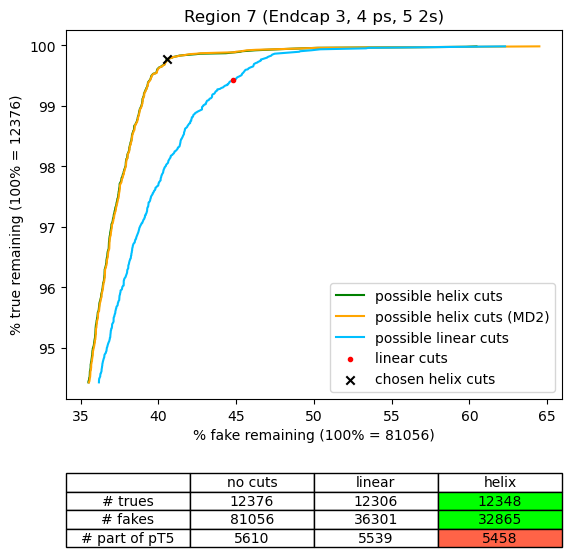 Region 7 (Endcap 3, 4 ps, 5 2s)
100
99
98
97
96
95
% true remaining (100% = 12376)
possible helix cuts
possible helix cuts (MD2)
possible linear cuts
linear cuts
chosen helix cuts
35 40 45 50 55 60 65
% fake remaining (100% = 81056)
no cuts linear helix
# trues 12376 12306 12348
# fakes 81056 36301 32865
# part of pT5 5610 5539 5458